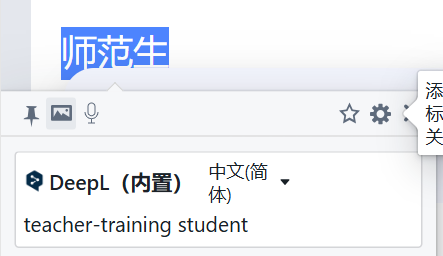 师范生
添
标
关
DeepL（内置）
中文(简
体)
teacher-training student